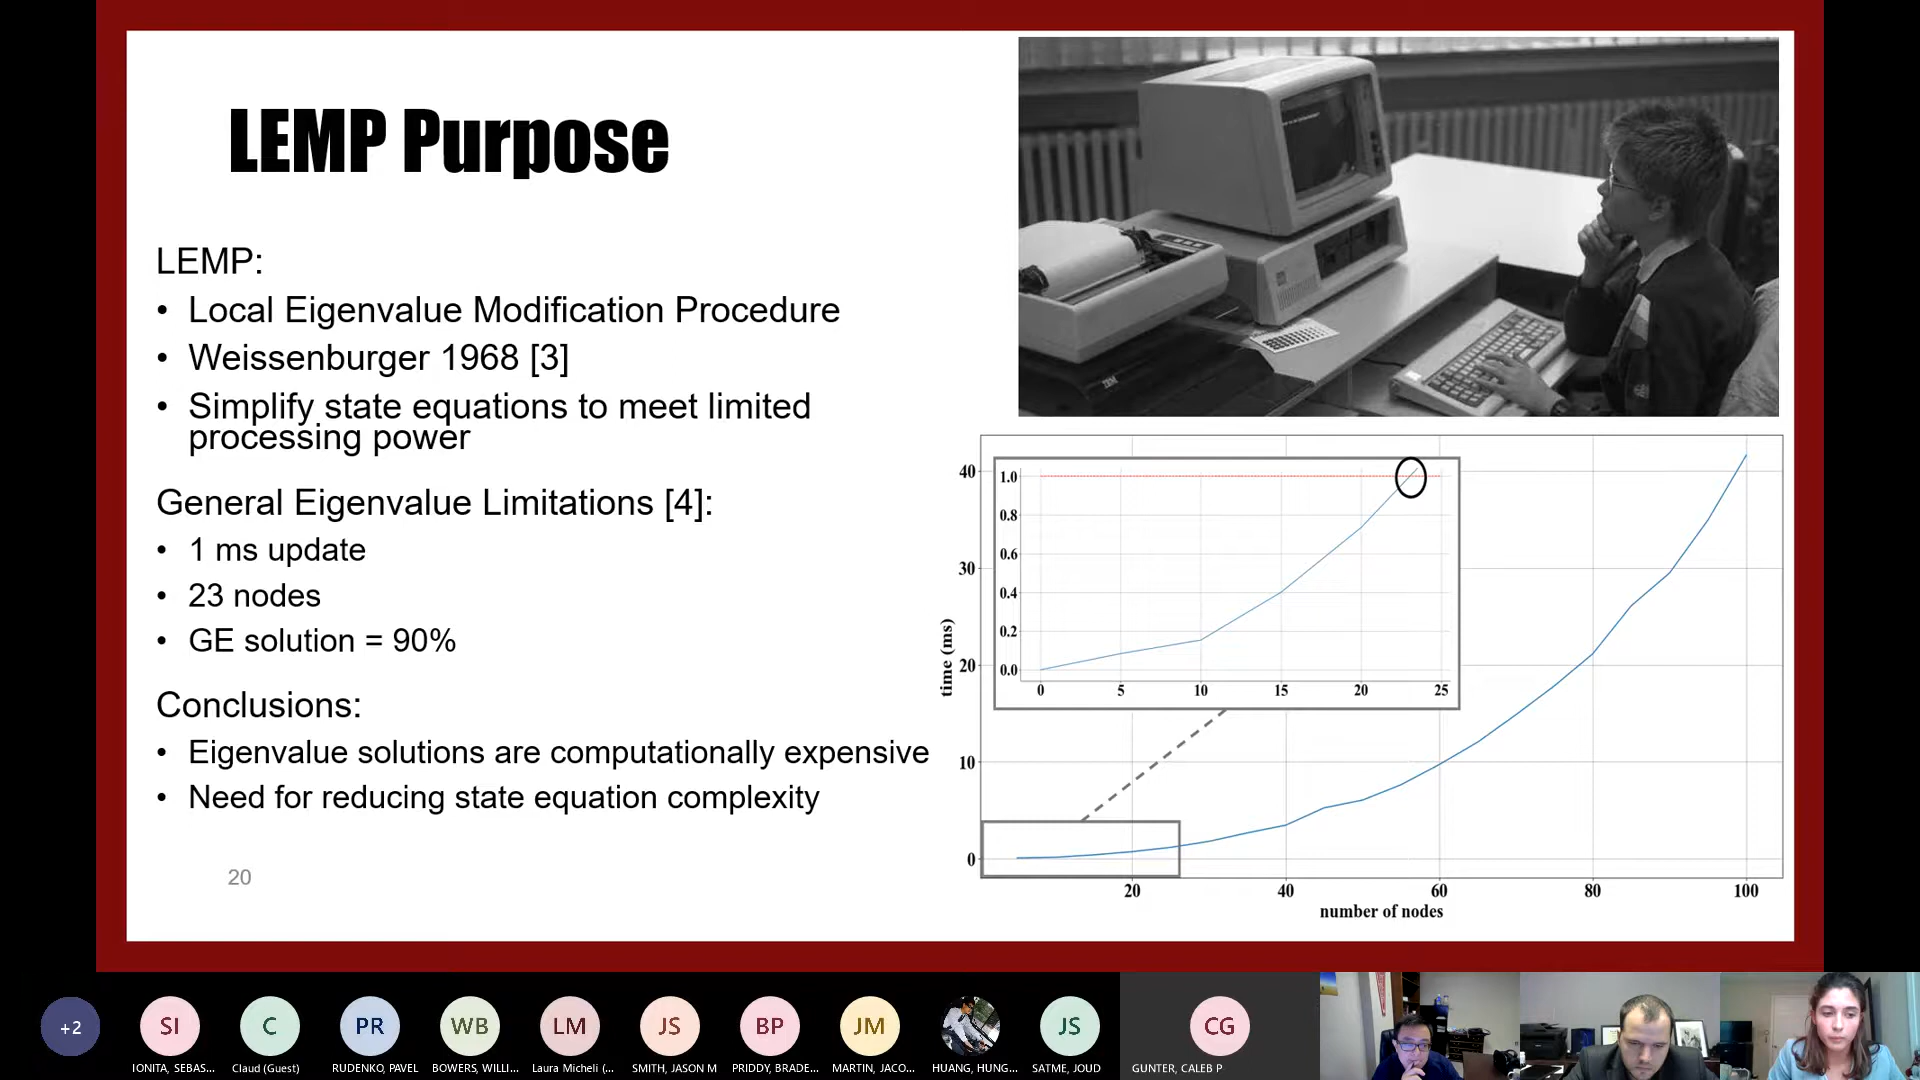 LEMP Purpose
LEMP:
• Local Eigenvalue Modification Procedure
• Weissenburger 1968 [3]
• Simplify state equations to meet limited
processing power
General Eigenvalue Limitations [4]:
• 1 ms update
• 23 nodes
• GE solution = 90%
Conclusions:
• Eigenvalue solutions are computationally expensive
• Need for reducing state equation complexity
20
IBM
time (ms)
40
30
20
10
0
1.0
0.8
0.6
0.4
0.2
0.0
0 5 10 15 20 25
20 40 60 80 100
number of nodes
+2 SI C PR WB LM JS BP JM JS CG
IONITA, SEBAS... Claud (Guest) RUDENKO, PAVEL BOWERS, WILLI... Laura Micheli (... SMITH, JASON M PRIDDY, BRADE... MARTIN, JACO... HUANG, HUNG... SATME, JOUD GUNTER, CALEB P